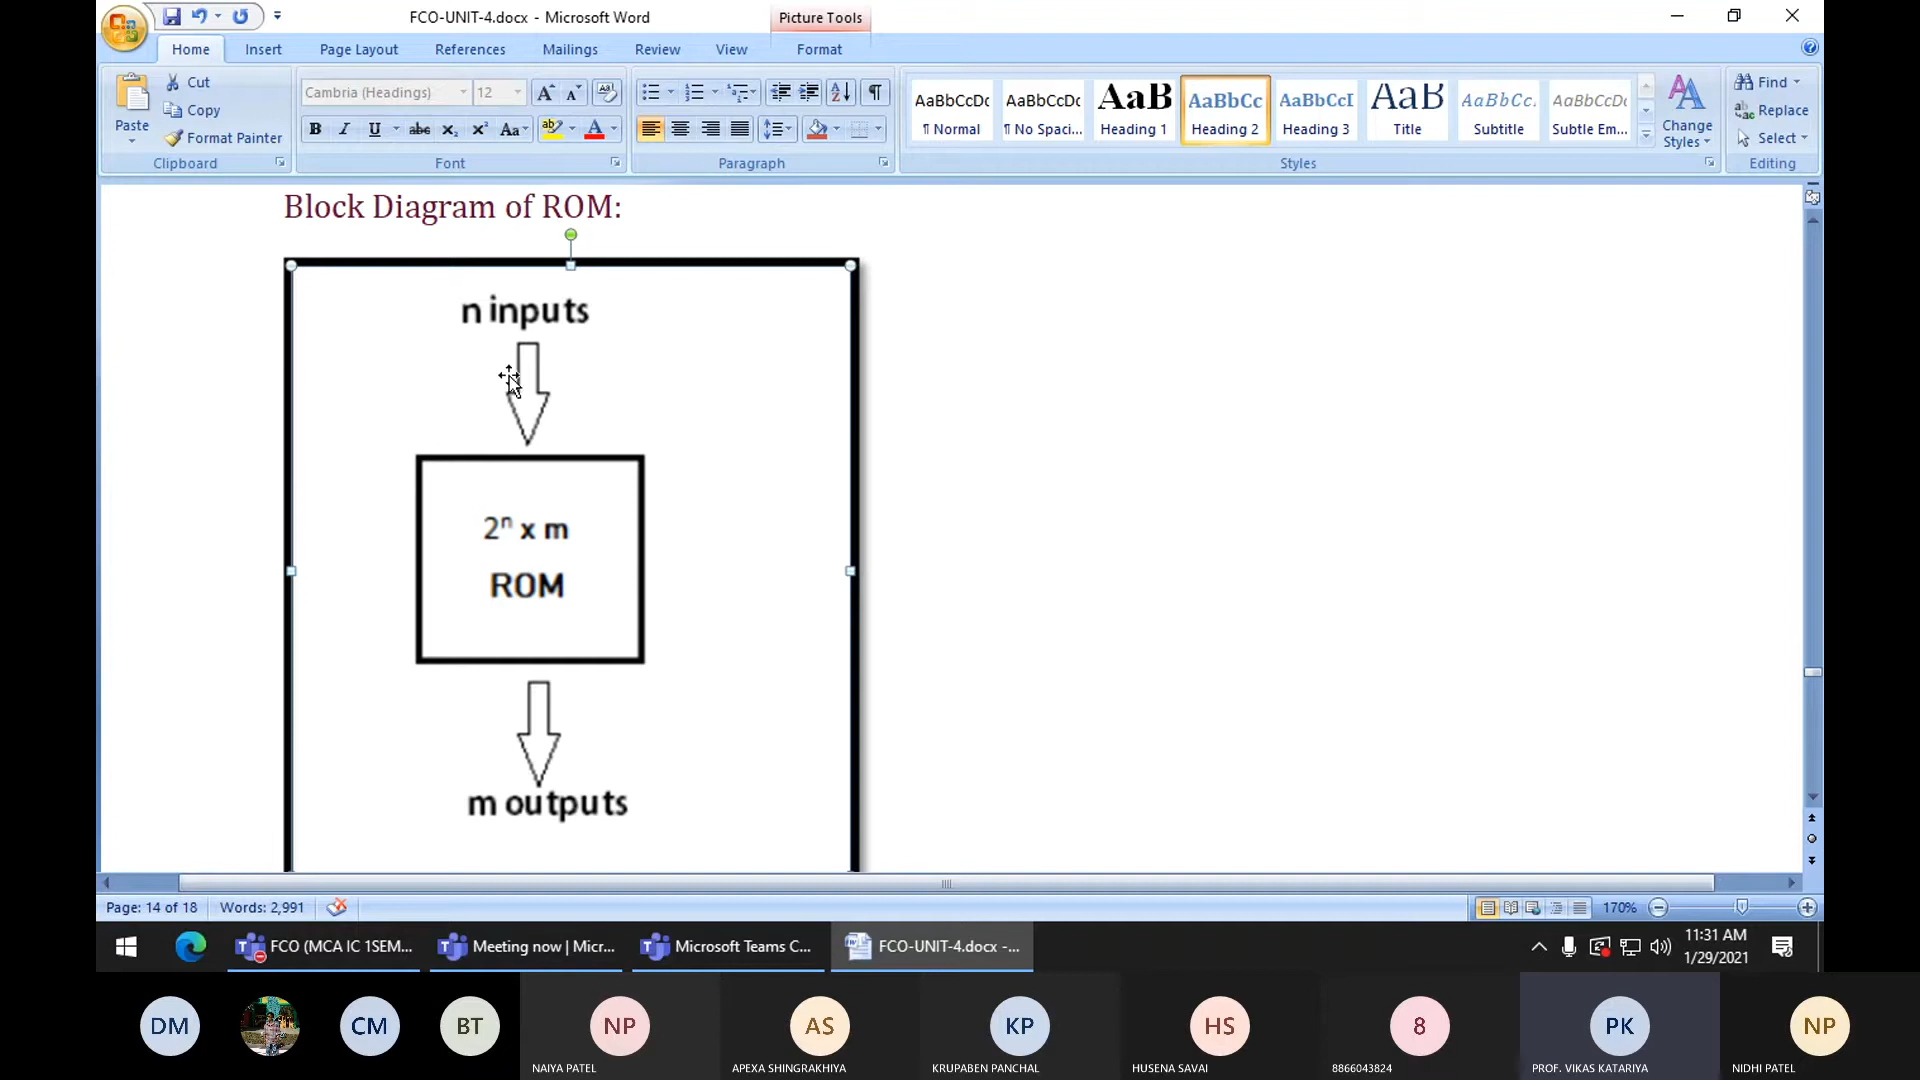 FCO-UNIT-4.docx - Microsoft Word
Picture Tools
Home Insert Page Layout References Mailings Review View Format
Paste
Cut
Copy
Format Painter
Clipboard
Cambria (Headings) 12
Font
Paragraph
AaBbCcDc AaBbCcDc AaB AaBbCc AaBbCcI AaB AaBbCc. AaBbCcDc
¶ Normal ¶ No Spaci... Heading 1 Heading 2 Heading 3 Title Subtitle Subtle Em...
Change
Styles
Styles
Find
Replace
Select
Editing
Block Diagram of ROM:
n inputs
2ⁿ x m
ROM
m outputs
Page: 14 of 18 Words: 2,991 170%
FCO (MCA IC 1SEM... Meeting now | Micr... Microsoft Teams C... FCO-UNIT-4.docx -...
11:31 AM
1/29/2021
DM CM BT NP AS KP HS 8 PK NP
NAIYA PATEL APEXA SHINGRAKHIYA KRUPABEN PANCHAL HUSENA SAVAI 8866043824 PROF. VIKAS KATARIYA NIDHI PATEL